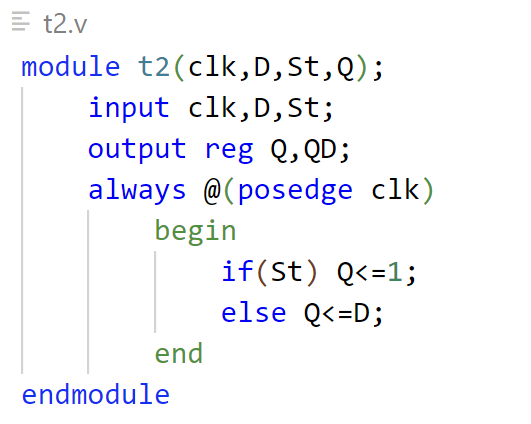 t2.v
module t2(clk,D,St,Q);
input clk,D,St;
output reg Q,QD;
always @(posedge clk)
begin
if(St) Q<=1;
else Q<=D;
end
endmodule